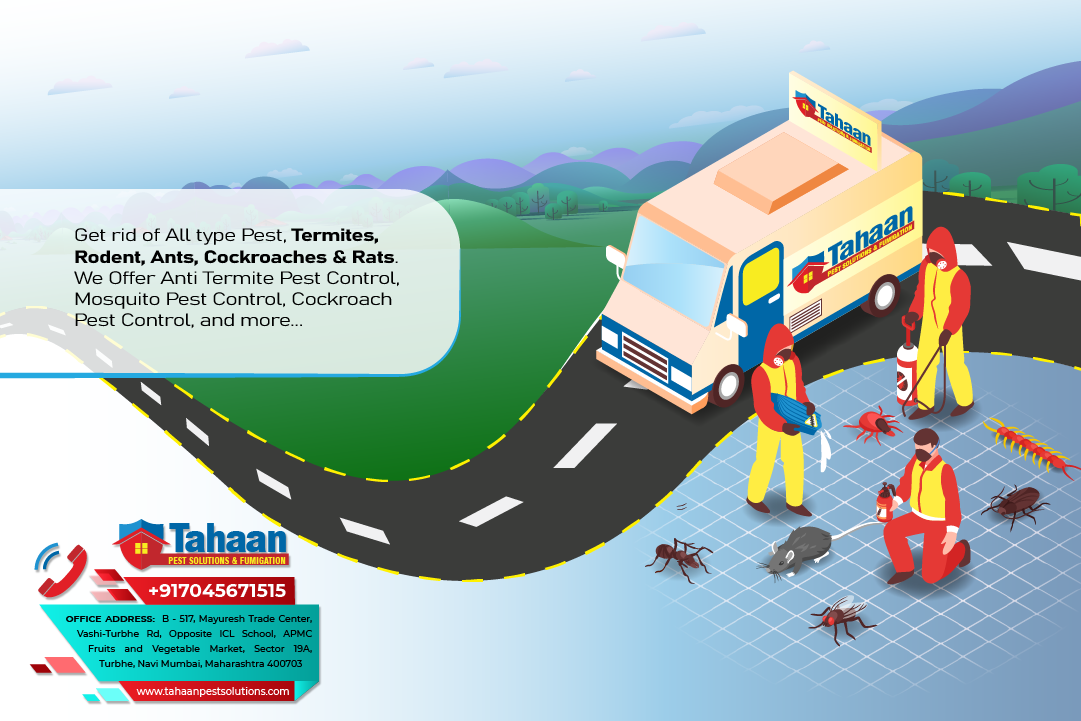 Tahaan
PEST SOLUTIONS & FUMIGATION
Get rid of All type Pest, Termites,
Rodent, Ants, Cockroaches & Rats.
We Offer Anti Termite Pest Control,
Mosquito Pest Control, Cockroach
Pest Control, and more...
Tahaan
PEST SOLUTIONS & FUMIGATION
Tahaan
PEST SOLUTIONS & FUMIGATION
+917045671515
OFFICE ADDRESS: B - 517, Mayuresh Trade Center,
Vashi-Turbhe Rd, Opposite ICL School, APMC
Fruits and Vegetable Market, Sector 19A,
Turbhe, Navi Mumbai, Maharashtra 400703
www.tahaanpestsolutions.com